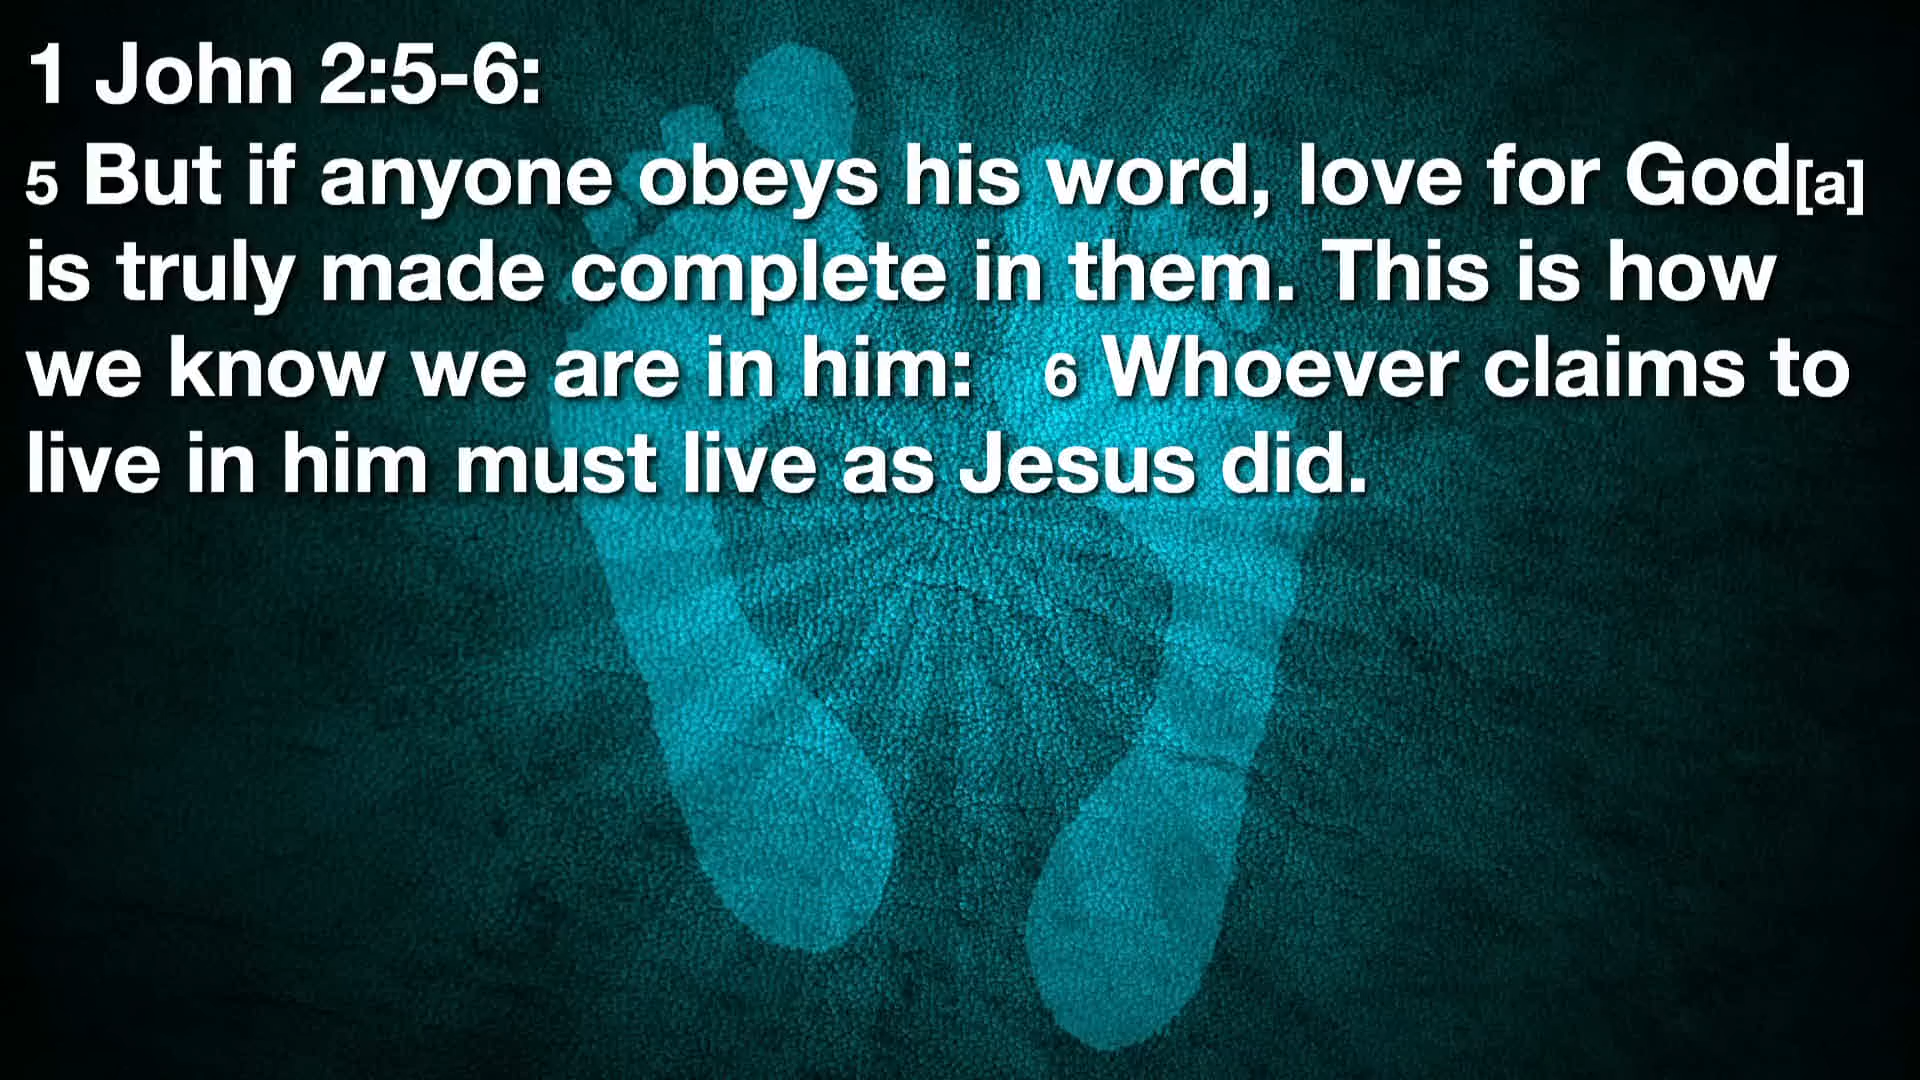 1 John 2:5-6:
5 But if anyone obeys his word, love for God[a]
is truly made complete in them. This is how
we know we are in him: 6 Whoever claims to
live in him must live as Jesus did.